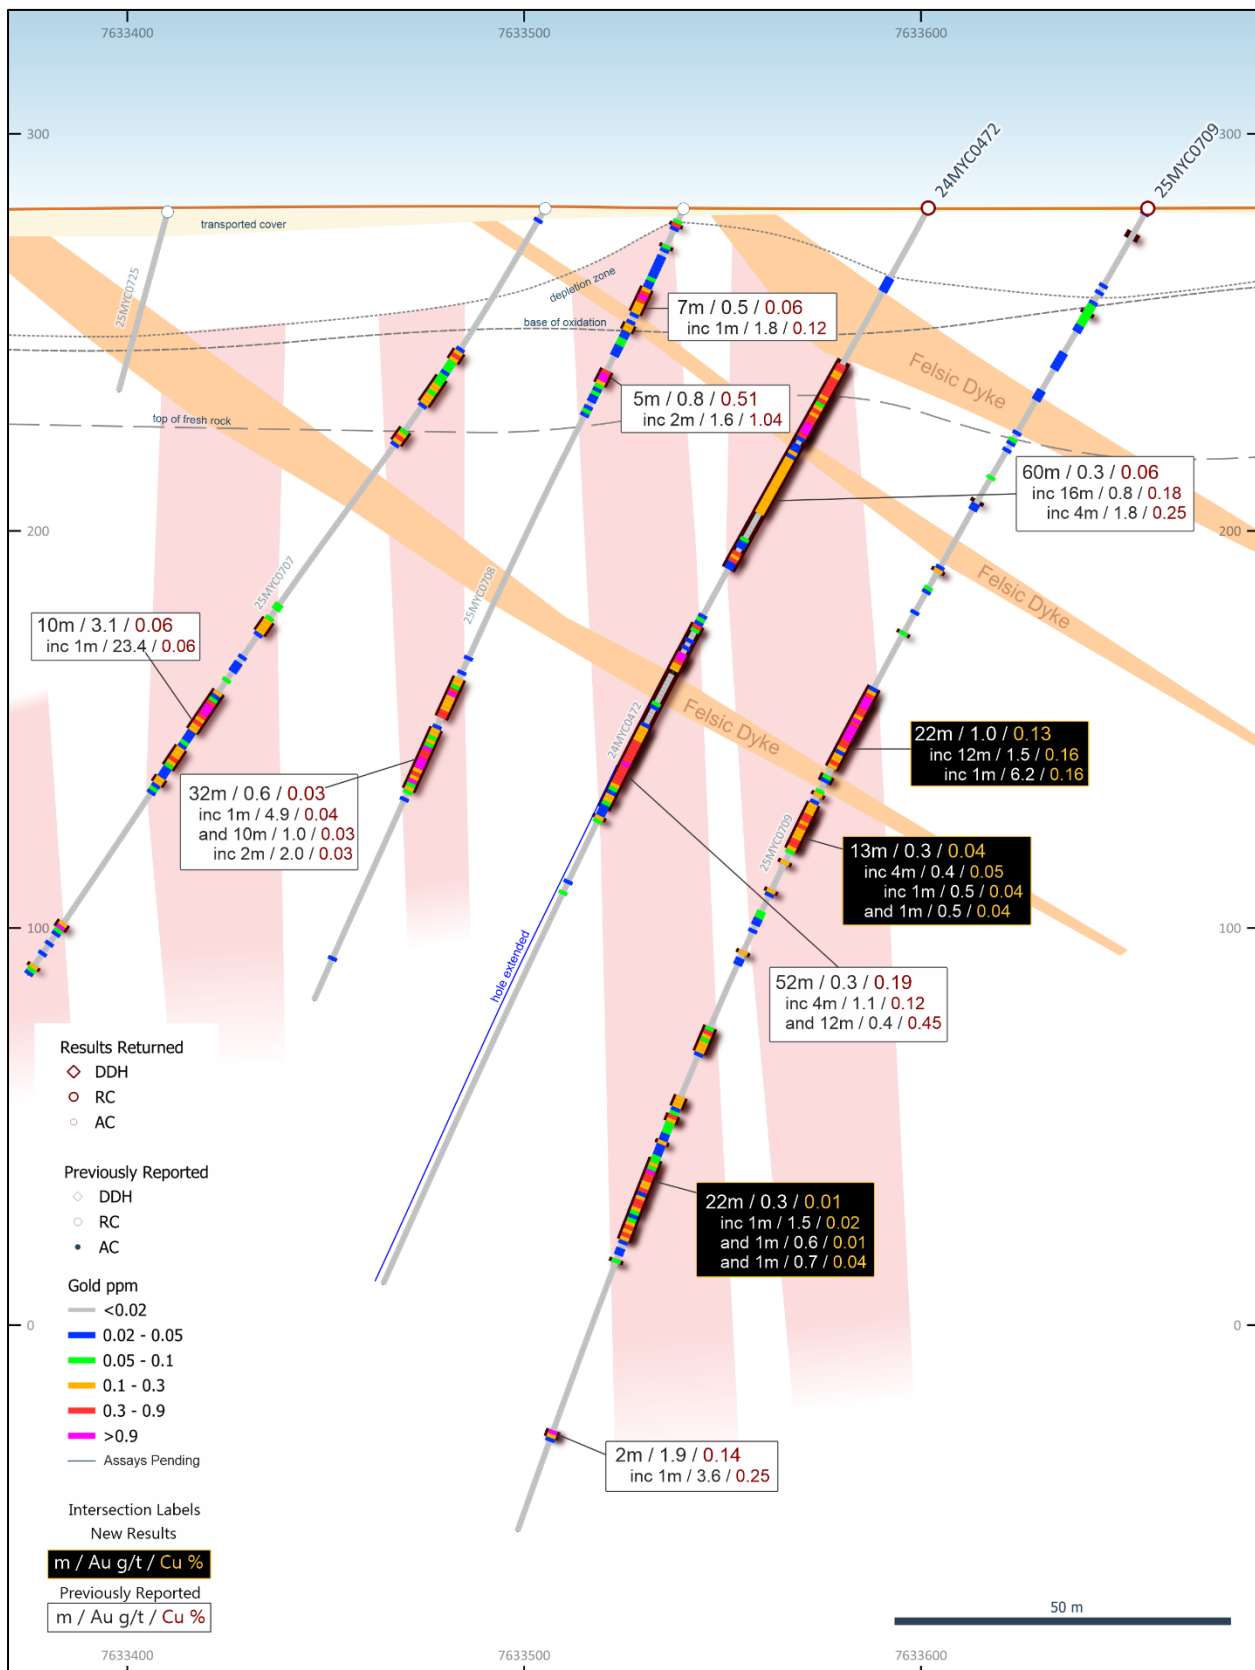 7633400
7633500
7633600
300
300
24MYC0472
25MYC0709
transported cover
25MYC0725
depletion zone
base of oxidation
7m / 0.5 / 0.06
inc 1m / 1.8 / 0.12
Felsic Dyke
5m / 0.8 / 0.51
inc 2m / 1.6 / 1.04
top of fresh rock
60m / 0.3 / 0.06
inc 16m / 0.8 / 0.18
inc 4m / 1.8 / 0.25
200
200
Felsic Dyke
25MYC0707
25MYC0708
10m / 3.1 / 0.06
inc 1m / 23.4 / 0.06
Felsic Dyke
24MYC0472
22m / 1.0 / 0.13
inc 12m / 1.5 / 0.16
inc 1m / 6.2 / 0.16
32m / 0.6 / 0.03
inc 1m / 4.9 / 0.04
and 10m / 1.0 / 0.03
inc 2m / 2.0 / 0.03
25MYC0709
13m / 0.3 / 0.04
inc 4m / 0.4 / 0.05
inc 1m / 0.5 / 0.04
and 1m / 0.5 / 0.04
100
100
hole extended
52m / 0.3 / 0.19
inc 4m / 1.1 / 0.12
and 12m / 0.4 / 0.45
Results Returned
DDH
RC
AC
Previously Reported
DDH
RC
AC
22m / 0.3 / 0.01
inc 1m / 1.5 / 0.02
and 1m / 0.6 / 0.01
and 1m / 0.7 / 0.04
Gold ppm
<0.02
0.02 - 0.05
0.05 - 0.1
0.1 - 0.3
0.3 - 0.9
>0.9
Assays Pending
0
0
2m / 1.9 / 0.14
inc 1m / 3.6 / 0.25
Intersection Labels
New Results
m / Au g/t / Cu %
Previously Reported
m / Au g/t / Cu %
50 m
7633400
7633500
7633600